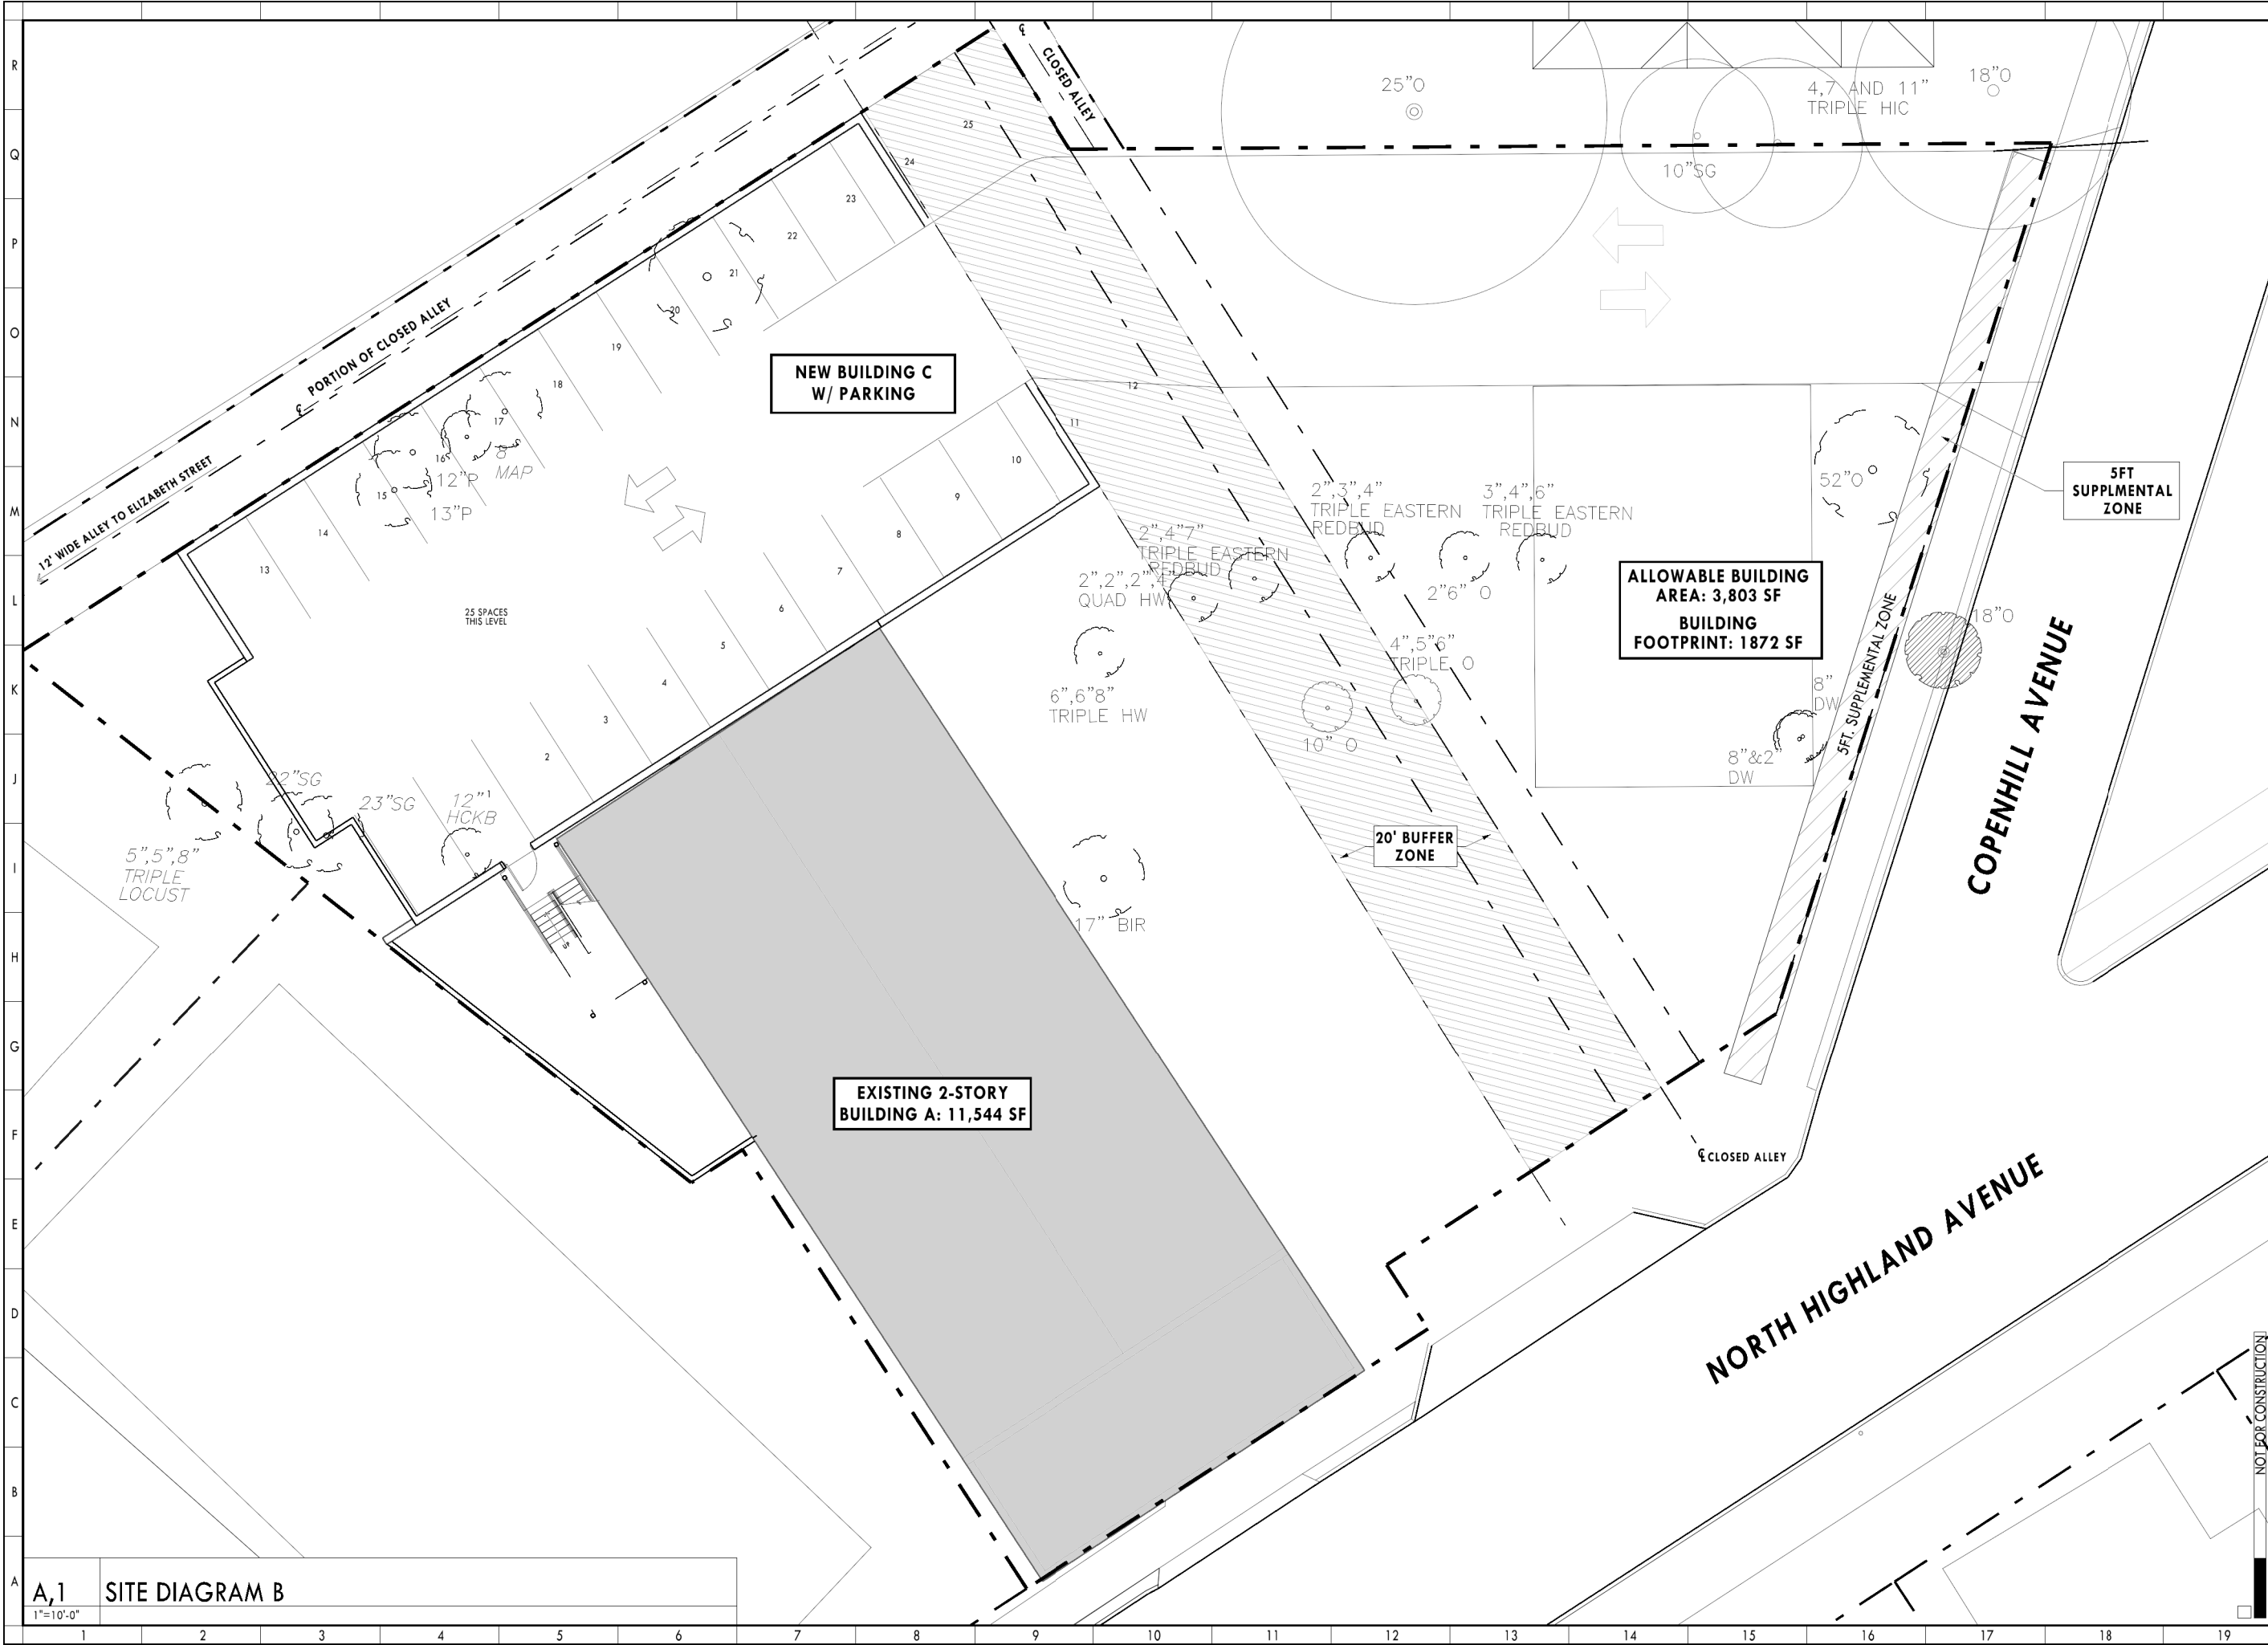 R
Q
P
O
N
M
L
K
J
I
H
G
F
E
D
C
B
A
℄ CLOSED ALLEY
25"O
4,7 AND 11"
TRIPLE HIC
18"O
10"SG
25
24
23
22
21
20
19
18
17
16
15
14
13
12
11
10
9
8
7
6
5
4
3
2
1
℄ PORTION OF CLOSED ALLEY
12' WIDE ALLEY TO ELIZABETH STREET
NEW BUILDING C
W/ PARKING
8"
MAP
12"P
13"P
25 SPACES
THIS LEVEL
2",4"7"
TRIPLE EASTERN
REDBUD
2",3",4"
TRIPLE EASTERN
REDBUD
3",4",6"
TRIPLE EASTERN
REDBUD
2",2",2",4
QUAD HW
2"6" O
52"O
5FT
SUPPLMENTAL
ZONE
ALLOWABLE BUILDING
AREA: 3,803 SF
BUILDING
FOOTPRINT: 1872 SF
18"O
4",5"6"
TRIPLE O
6",6"8"
TRIPLE HW
10" O
8"
DW
8"&2"
DW
5FT. SUPPLEMENTAL ZONE
COPENHILL AVENUE
22"SG
23"SG
12"
HCKB
5",5",8"
TRIPLE
LOCUST
20' BUFFER
ZONE
17" BIR
UP
EXISTING 2-STORY
BUILDING A: 11,544 SF
℄ CLOSED ALLEY
NORTH HIGHLAND AVENUE
NOT FOR CONSTRUCTION
A,1
SITE DIAGRAM B
1"=10'-0"
1 2 3 4 5 6 7 8 9 10 11 12 13 14 15 16 17 18 19